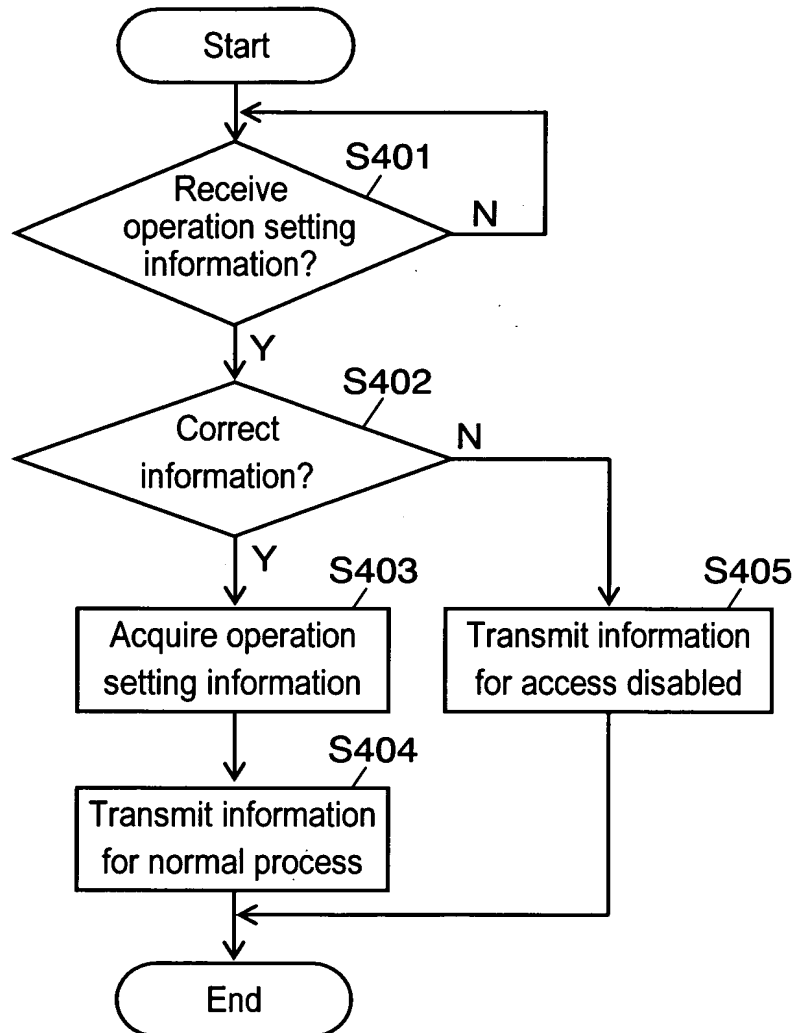 Start
S401
Receive
operation setting
information?
N
Y
S402
Correct
information?
N
Y
S403
Acquire operation
setting information
S405
Transmit information
for access disabled
S404
Transmit information
for normal process
End